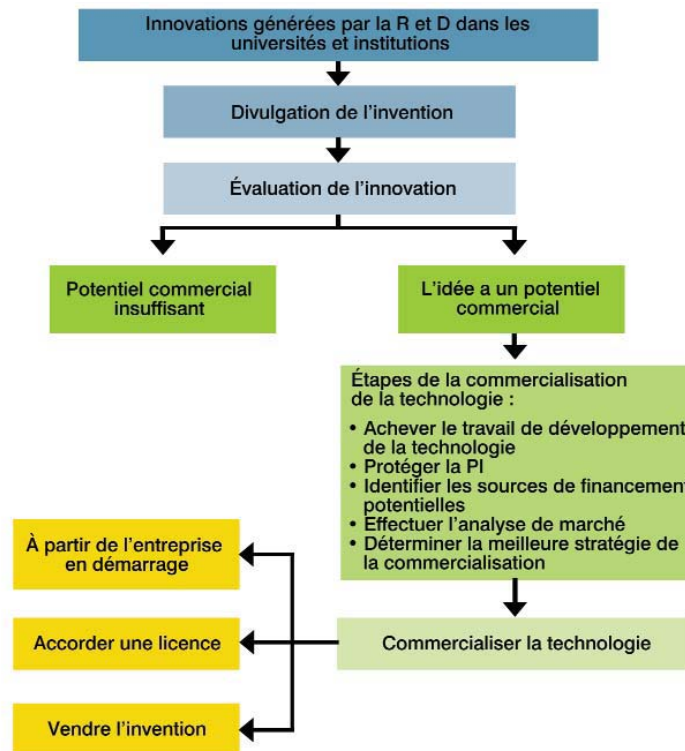 Innovations générées par la R et D dans les
universités et institutions
Divulgation de l'invention
Évaluation de l'innovation
Potentiel commercial
insuffisant
L'idée a un potentiel
commercial
Étapes de la commercialisation
de la technologie :
• Achever le travail de développement
de la technologie
• Protéger la PI
• Identifier les sources de financement
potentielles
• Effectuer l'analyse de marché
• Déterminer la meilleure stratégie de
la commercialisation
Commercialiser la technologie
À partir de l'entreprise
en démarrage
Accorder une licence
Vendre l'invention